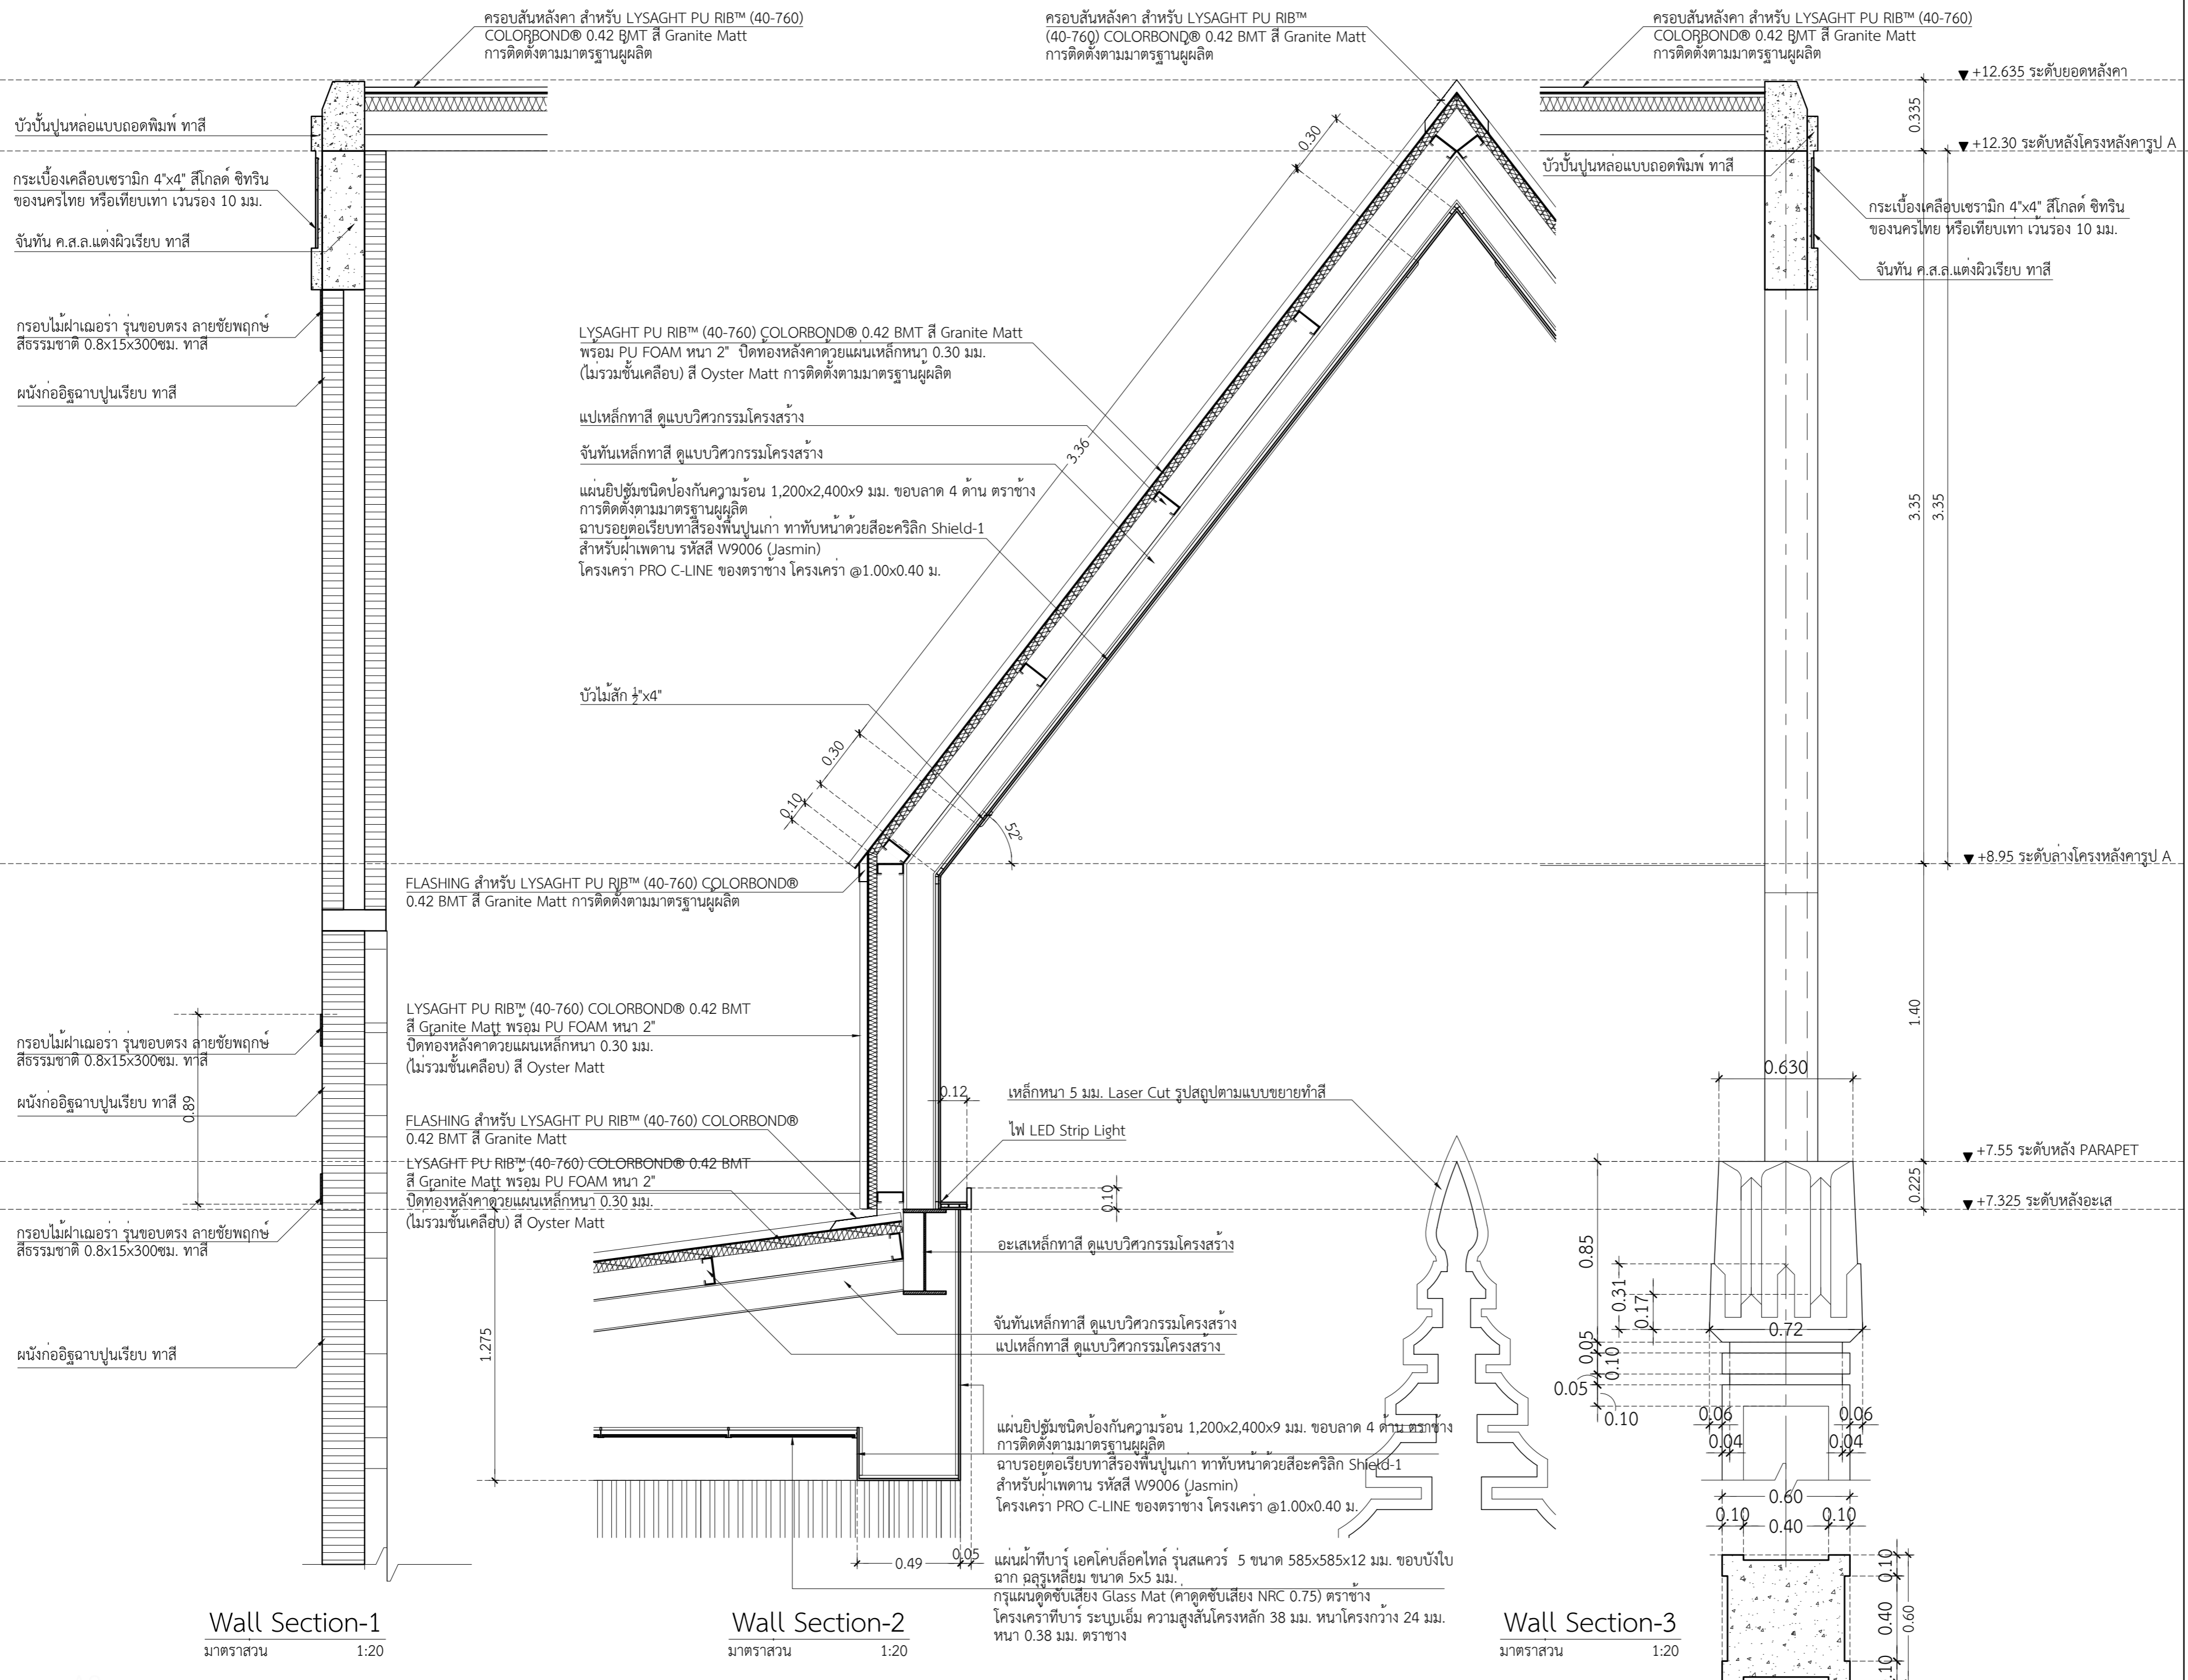 ครอบสันหลังคา สำหรับ LYSAGHT PU RIB™ (40-760)
COLORBOND® 0.42 BMT สี Granite Matt
การติดตั้งตามมาตรฐานผู้ผลิต
บัวปั้นปูนหล่อแบบถอดพิมพ์ ทาสี
กระเบื้องเคลือบเซรามิก 4"x4" สีโกลด์ ซิทริน
ของนครไทย หรือเทียบเท่า เว้นร่อง 10 มม.
จันทัน ค.ส.ล.แต่งผิวเรียบ ทาสี
กรอบไม้ฝาเฌอร่า รุ่นขอบตรง ลายชัยพฤกษ์
สีธรรมชาติ 0.8x15x300ซม. ทาสี
ผนังก่ออิฐฉาบปูนเรียบ ทาสี
กรอบไม้ฝาเฌอร่า รุ่นขอบตรง ลายชัยพฤกษ์
สีธรรมชาติ 0.8x15x300ซม. ทาสี
ผนังก่ออิฐฉาบปูนเรียบ ทาสี
0.89
กรอบไม้ฝาเฌอร่า รุ่นขอบตรง ลายชัยพฤกษ์
สีธรรมชาติ 0.8x15x300ซม. ทาสี
ผนังก่ออิฐฉาบปูนเรียบ ทาสี
Wall Section-1
มาตราส่วน 1:20
ครอบสันหลังคา สำหรับ LYSAGHT PU RIB™
(40-760) COLORBOND® 0.42 BMT สี Granite Matt
การติดตั้งตามมาตรฐานผู้ผลิต
0.30
LYSAGHT PU RIB™ (40-760) COLORBOND® 0.42 BMT สี Granite Matt
พร้อม PU FOAM หนา 2" ปิดท้องหลังคาด้วยแผ่นเหล็กหนา 0.30 มม.
(ไม่รวมชั้นเคลือบ) สี Oyster Matt การติดตั้งตามมาตรฐานผู้ผลิต
แปเหล็กทาสี ดูแบบวิศวกรรมโครงสร้าง
จันทันเหล็กทาสี ดูแบบวิศวกรรมโครงสร้าง
3.36
แผ่นยิปซัมชนิดป้องกันความร้อน 1,200x2,400x9 มม. ขอบลาด 4 ด้าน ตราช้าง
การติดตั้งตามมาตรฐานผู้ผลิต
ฉาบรอยต่อเรียบทาสีรองพื้นปูนเก่า ทาทับหน้าด้วยสีอะคริลิก Shield-1
สำหรับฝ้าเพดาน รหัสสี W9006 (Jasmin)
โครงเคร่า PRO C-LINE ของตราช้าง โครงเคร่า @1.00x0.40 ม.
บัวไม้สัก ½"x4"
0.30
0.10
52°
FLASHING สำหรับ LYSAGHT PU RIB™ (40-760) COLORBOND®
0.42 BMT สี Granite Matt การติดตั้งตามมาตรฐานผู้ผลิต
LYSAGHT PU RIB™ (40-760) COLORBOND® 0.42 BMT
สี Granite Matt พร้อม PU FOAM หนา 2"
ปิดท้องหลังคาด้วยแผ่นเหล็กหนา 0.30 มม.
(ไม่รวมชั้นเคลือบ) สี Oyster Matt
FLASHING สำหรับ LYSAGHT PU RIB™ (40-760) COLORBOND®
0.42 BMT สี Granite Matt
LYSAGHT PU RIB™ (40-760) COLORBOND® 0.42 BMT
สี Granite Matt พร้อม PU FOAM หนา 2"
ปิดท้องหลังคาด้วยแผ่นเหล็กหนา 0.30 มม.
(ไม่รวมชั้นเคลือบ) สี Oyster Matt
0.12
เหล็กหนา 5 มม. Laser Cut รูปสถูปตามแบบขยายทำสี
ไฟ LED Strip Light
0.10
อะเสเหล็กทาสี ดูแบบวิศวกรรมโครงสร้าง
จันทันเหล็กทาสี ดูแบบวิศวกรรมโครงสร้าง
แปเหล็กทาสี ดูแบบวิศวกรรมโครงสร้าง
1.275
แผ่นยิปซัมชนิดป้องกันความร้อน 1,200x2,400x9 มม. ขอบลาด 4 ด้าน ตราช้าง
การติดตั้งตามมาตรฐานผู้ผลิต
ฉาบรอยต่อเรียบทาสีรองพื้นปูนเก่า ทาทับหน้าด้วยสีอะคริลิก Shield-1
สำหรับฝ้าเพดาน รหัสสี W9006 (Jasmin)
โครงเคร่า PRO C-LINE ของตราช้าง โครงเคร่า @1.00x0.40 ม.
0.49
0.05
แผ่นฝ้าทีบาร์ เอคโค่บล็อคไทล์ รุ่นสแควร์ 5 ขนาด 585x585x12 มม. ขอบบังใบ
ฉาก ฉลุรูเหลี่ยม ขนาด 5x5 มม.
กรุแผ่นดูดซับเสียง Glass Mat (ค่าดูดซับเสียง NRC 0.75) ตราช้าง
โครงเคร่าทีบาร์ ระบบเอ็ม ความสูงสันโครงหลัก 38 มม. หนาโครงกว้าง 24 มม.
หนา 0.38 มม. ตราช้าง
Wall Section-2
มาตราส่วน 1:20
ครอบสันหลังคา สำหรับ LYSAGHT PU RIB™ (40-760)
COLORBOND® 0.42 BMT สี Granite Matt
การติดตั้งตามมาตรฐานผู้ผลิต
+12.635 ระดับยอดหลังคา
0.335
+12.30 ระดับหลังโครงหลังคารูป A
บัวปั้นปูนหล่อแบบถอดพิมพ์ ทาสี
กระเบื้องเคลือบเซรามิก 4"x4" สีโกลด์ ซิทริน
ของนครไทย หรือเทียบเท่า เว้นร่อง 10 มม.
จันทัน ค.ส.ล.แต่งผิวเรียบ ทาสี
3.35
3.35
+8.95 ระดับล่างโครงหลังคารูป A
1.40
0.630
+7.55 ระดับหลัง PARAPET
0.225
+7.325 ระดับหลังอะเส
0.85
0.31
0.17
0.72
0.05
0.10
0.05
0.10
0.06
0.06
0.04
0.04
0.60
0.10
0.40
0.10
0.10
0.40
0.60
.10
Wall Section-3
มาตราส่วน 1:20